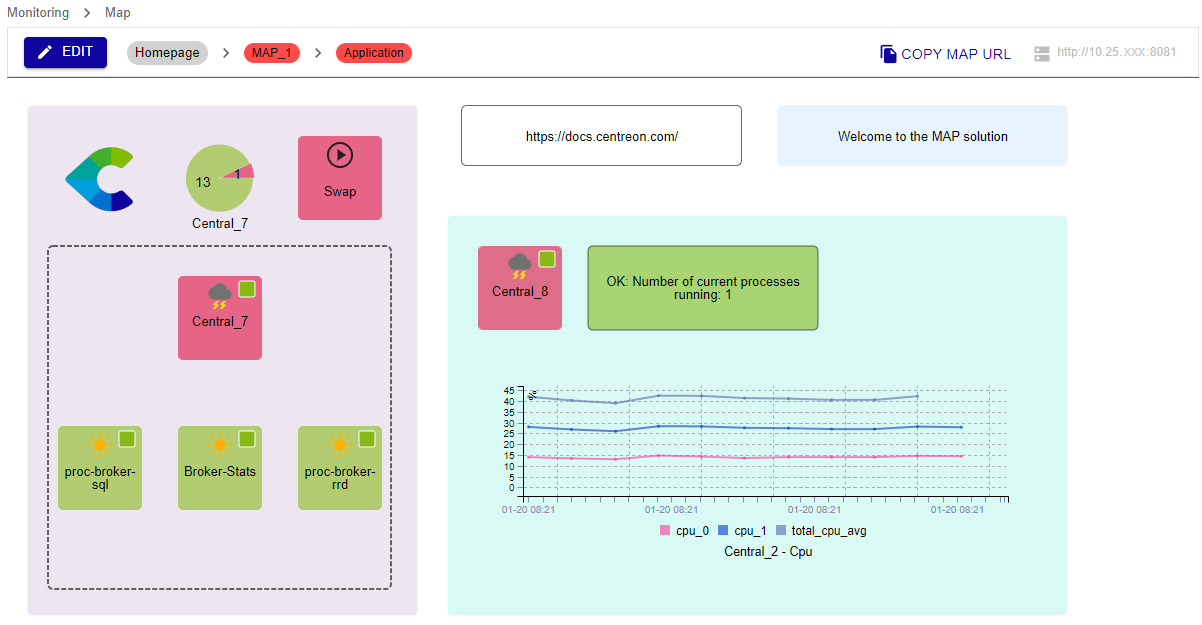 Monitoring > Map
EDIT
Homepage > MAP_1 > Application
COPY MAP URL
http://10.25.XXX:8081
13
1
Central_7
Swap
Central_7
proc-broker-
sql
Broker-Stats
proc-broker-
rrd
https://docs.centreon.com/
Welcome to the MAP solution
Central_8
OK: Number of current processes
running: 1
%
45
40
35
30
25
20
15
10
5
0
01-20 08:21
01-20 08:21
01-20 08:21
01-20 08:21
cpu_0
cpu_1
total_cpu_avg
Central_2 - Cpu